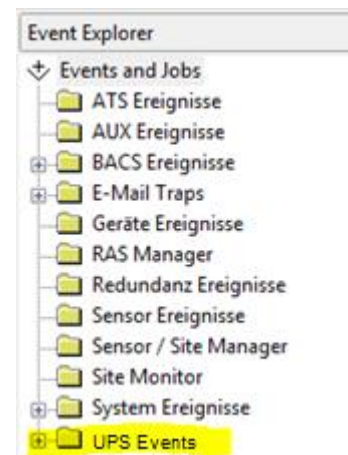 Event Explorer
Events and Jobs
ATS Ereignisse
AUX Ereignisse
BACS Ereignisse
E-Mail Traps
Geräte Ereignisse
RAS Manager
Redundanz Ereignisse
Sensor Ereignisse
Sensor / Site Manager
Site Monitor
System Ereignisse
UPS Events